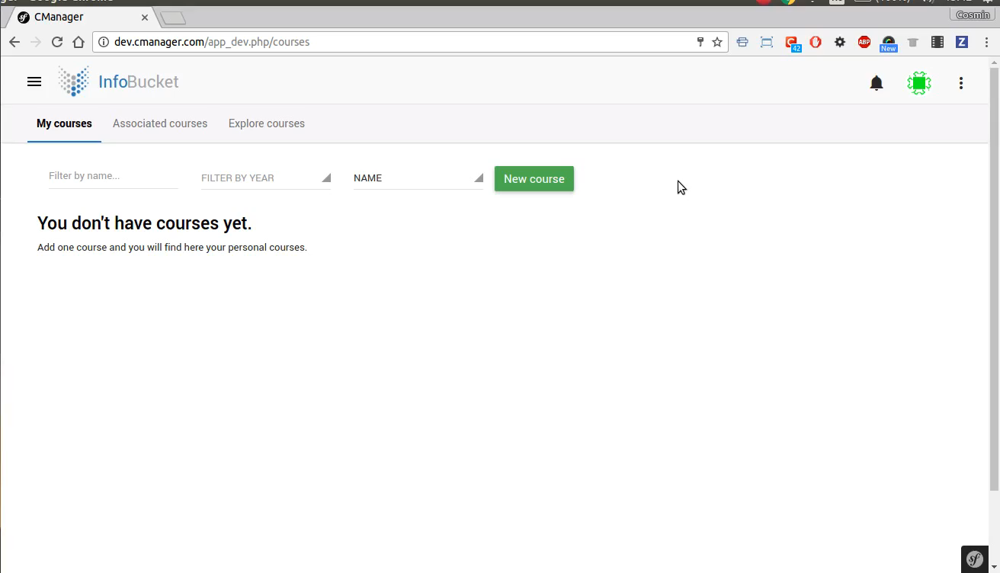 CManager
Cosmin
dev.cmanager.com/app_dev.php/courses
42
ABP
New
Z
InfoBucket
My courses
Associated courses
Explore courses
Filter by name...
FILTER BY YEAR
NAME
New course
You don't have courses yet.
Add one course and you will find here your personal courses.
sf